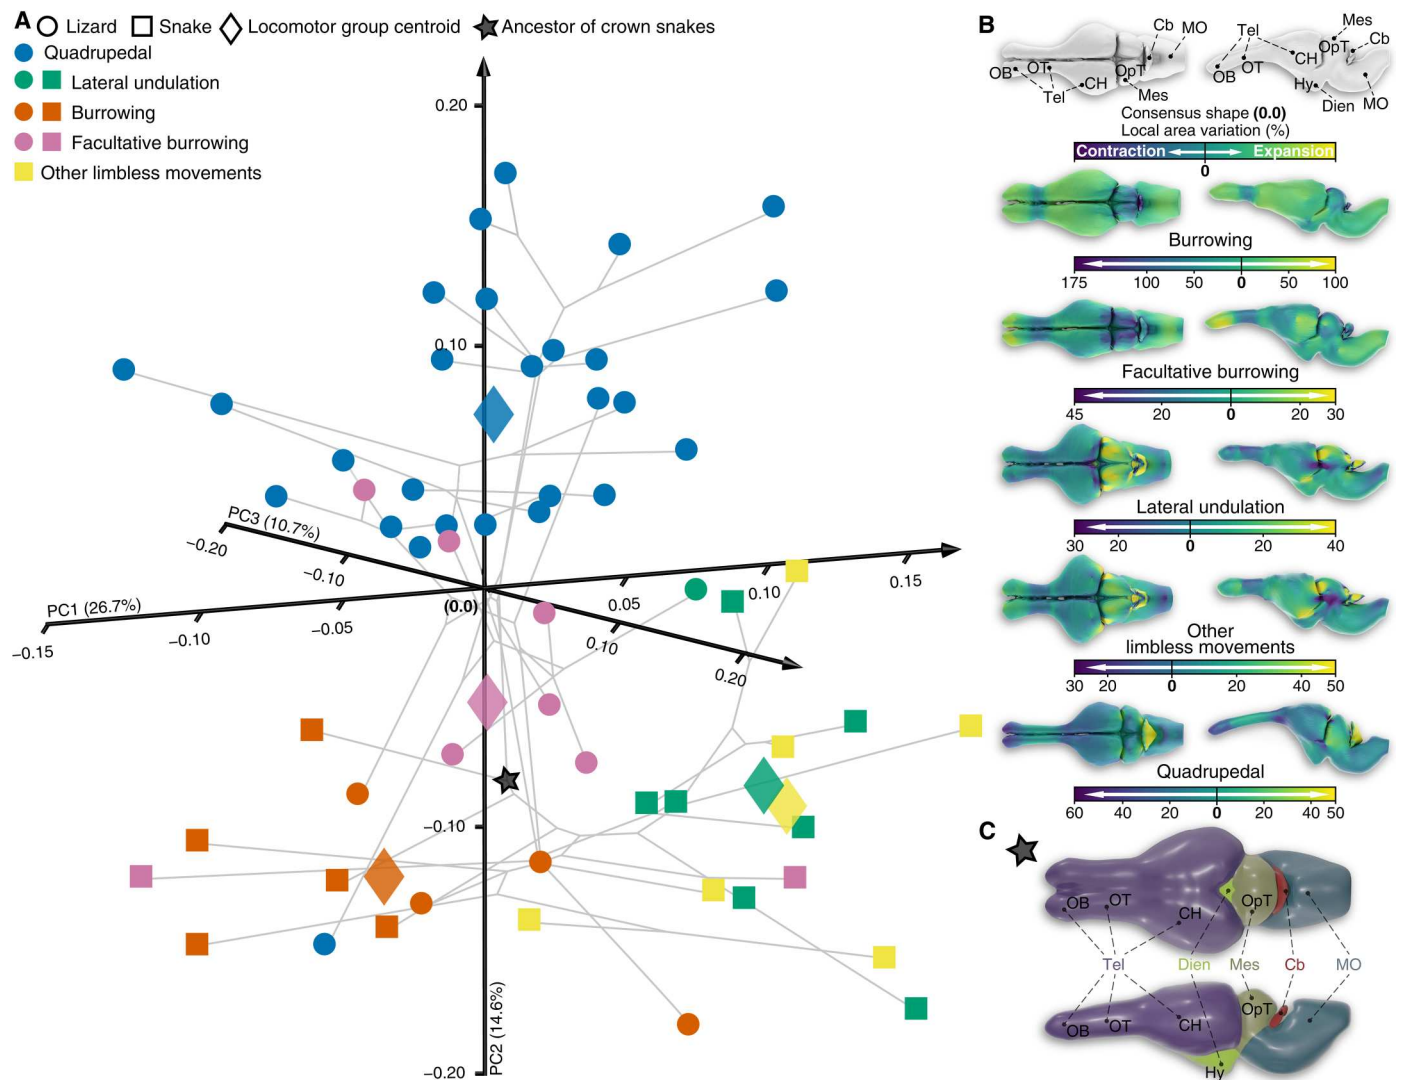 A
Lizard
Snake
Locomotor group centroid
Ancestor of crown snakes
Quadrupedal
Lateral undulation
Burrowing
Facultative burrowing
Other limbless movements
0.20
0.10
PC3 (10.7%)
−0.20
−0.10
PC1 (26.7%)
−0.15
−0.10
−0.05
(0.0)
0.05
0.10
0.15
0.10
0.20
−0.10
−0.20
PC2 (14.6%)
B
Cb
MO
OB
OT
Tel
CH
OpT
Mes
Tel
Mes
OpT
Cb
OB
OT
CH
Hy
Dien
MO
Consensus shape (0.0)
Local area variation (%)
Contraction
Expansion
0
Burrowing
175 100 50 0 50 100
Facultative burrowing
45 20 0 20 30
Lateral undulation
30 20 0 20 40
Other
limbless movements
30 20 0 20 40 50
Quadrupedal
60 40 20 0 20 50
C
OB
OT
CH
OpT
Tel
Dien
Mes
Cb
MO
OB
OT
CH
OpT
Hy